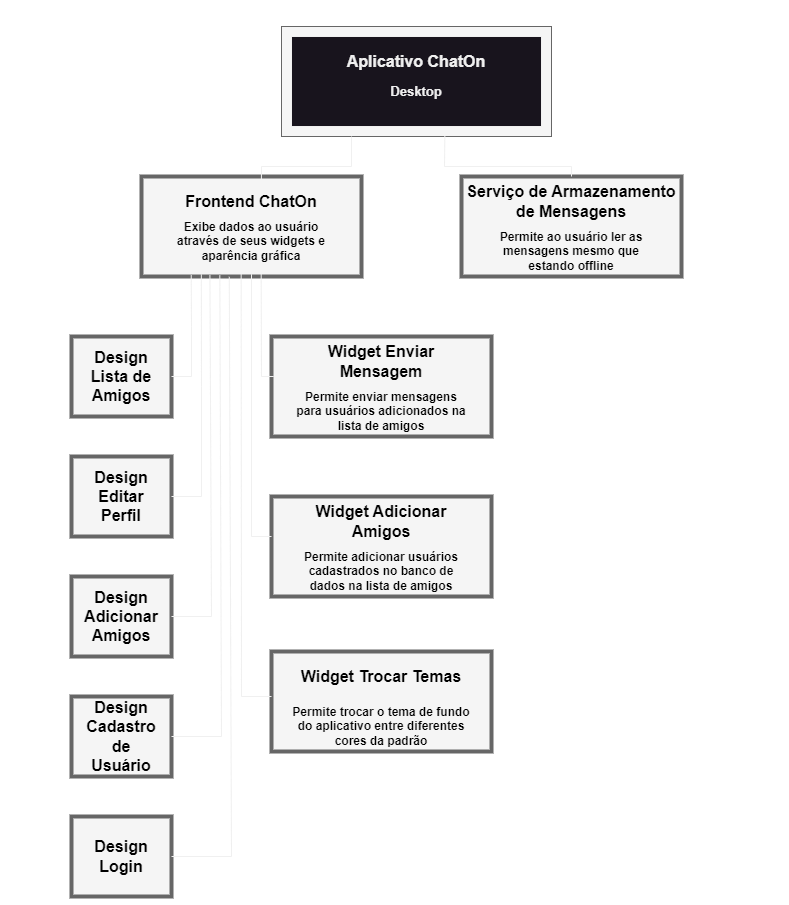 Aplicativo ChatOn
Desktop
Frontend ChatOn
Exibe dados ao usuário
através de seus widgets e
aparência gráfica
Serviço de Armazenamento
de Mensagens
Permite ao usuário ler as
mensagens mesmo que
estando offline
Design
Lista de
Amigos
Widget Enviar
Mensagem
Permite enviar mensagens
para usuários adicionados na
lista de amigos
Design
Editar
Perfil
Widget Adicionar
Amigos
Permite adicionar usuários
cadastrados no banco de
dados na lista de amigos
Design
Adicionar
Amigos
Widget Trocar Temas
Permite trocar o tema de fundo
do aplicativo entre diferentes
cores da padrão
Design
Cadastro
de
Usuário
Design
Login